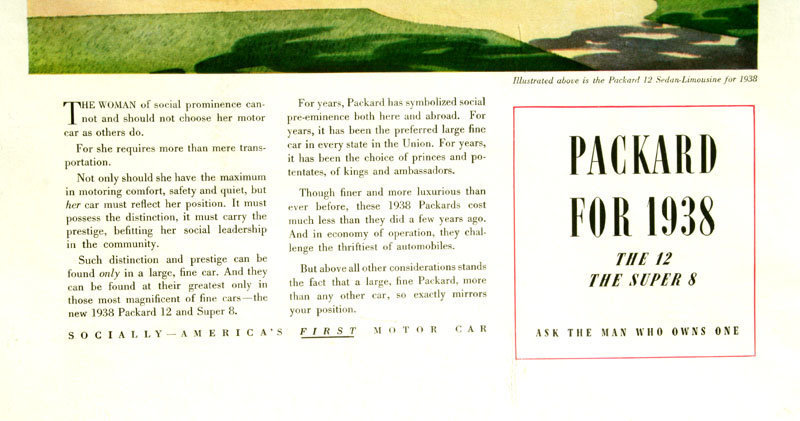 Illustrated above is the Packard 12 Sedan-Limousine for 1938
THE WOMAN of social prominence can-
not and should not choose her motor
car as others do.
For she requires more than mere trans-
portation.
Not only should she have the maximum
in motoring comfort, safety and quiet, but
her car must reflect her position. It must
possess the distinction, it must carry the
prestige, befitting her social leadership
in the community.
Such distinction and prestige can be
found only in a large, fine car. And they
can be found at their greatest only in
those most magnificent of fine cars—the
new 1938 Packard 12 and Super 8.
For years, Packard has symbolized social
pre-eminence both here and abroad. For
years, it has been the preferred large fine
car in every state in the Union. For years,
it has been the choice of princes and po-
tentates, of kings and ambassadors.
Though finer and more luxurious than
ever before, these 1938 Packards cost
much less than they did a few years ago.
And in economy of operation, they chal-
lenge the thriftiest of automobiles.
But above all other considerations stands
the fact that a large, fine Packard, more
than any other car, so exactly mirrors
your position.
SOCIALLY—AMERICA'S FIRST MOTOR CAR
PACKARD
FOR 1938
THE 12
THE SUPER 8
ASK THE MAN WHO OWNS ONE